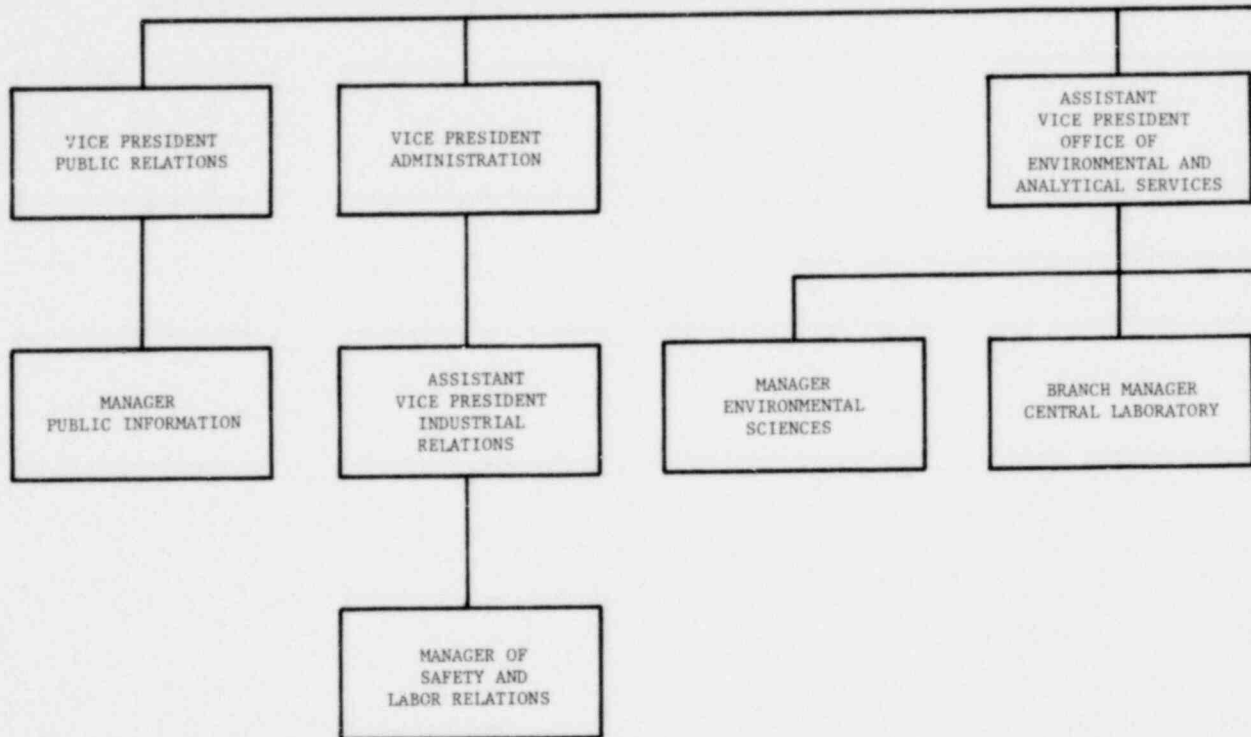 VICE PRESIDENT
PUBLIC RELATIONS
VICE PRESIDENT
ADMINISTRATION
ASSISTANT
VICE PRESIDENT
OFFICE OF
ENVIRONMENTAL AND
ANALYTICAL SERVICES
MANAGER
PUBLIC INFORMATION
ASSISTANT
VICE PRESIDENT
INDUSTRIAL
RELATIONS
MANAGER
ENVIRONMENTAL
SCIENCES
BRANCH MANAGER
CENTRAL LABORATORY
MANAGER OF
SAFETY AND
LABOR RELATIONS